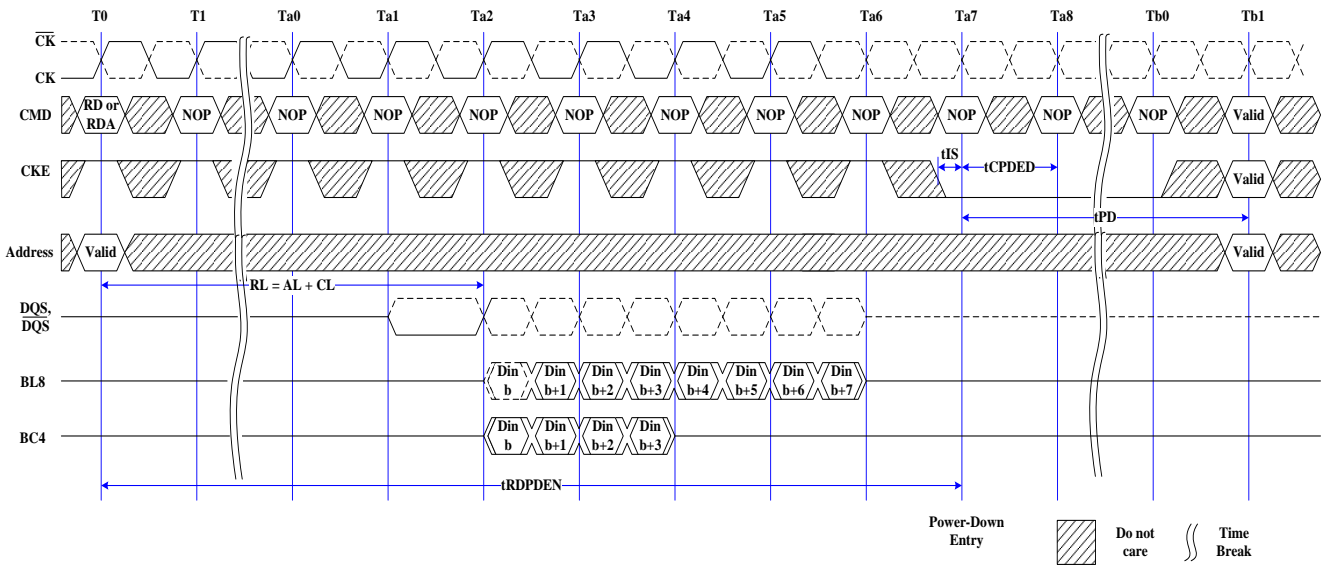 T0 T1 Ta0 Ta1 Ta2 Ta3 Ta4 Ta5 Ta6 Ta7 Ta8 Tb0 Tb1
CK
CK
CMD RD or RDA NOP NOP NOP NOP NOP NOP NOP NOP NOP NOP NOP Valid
tIS
CKE tCPDED Valid
tPD
Address Valid Valid
RL = AL + CL
DQS,
DQS
BL8 Din b Din b+1 Din b+2 Din b+3 Din b+4 Din b+5 Din b+6 Din b+7
BC4 Din b Din b+1 Din b+2 Din b+3
tRDPDEN
Power-Down
Entry
Do not
care
Time
Break